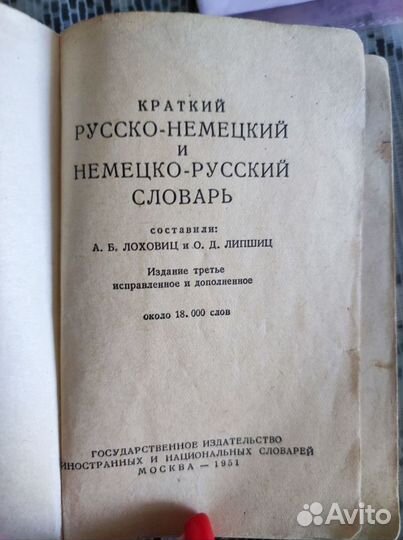 КРАТКИЙ
РУССКО-НЕМЕЦКИЙ
И
НЕМЕЦКО-РУССКИЙ
СЛОВАРЬ
составили:
А. Б. ЛОХОВИЦ и О. Д. ЛИПШИЦ
Издание третье
исправленное и дополненное
около 18.000 слов
ГОСУДАРСТВЕННОЕ ИЗДАТЕЛЬСТВО
ИНОСТРАННЫХ И НАЦИОНАЛЬНЫХ СЛОВАРЕЙ
МОСКВА — 1951
Avito